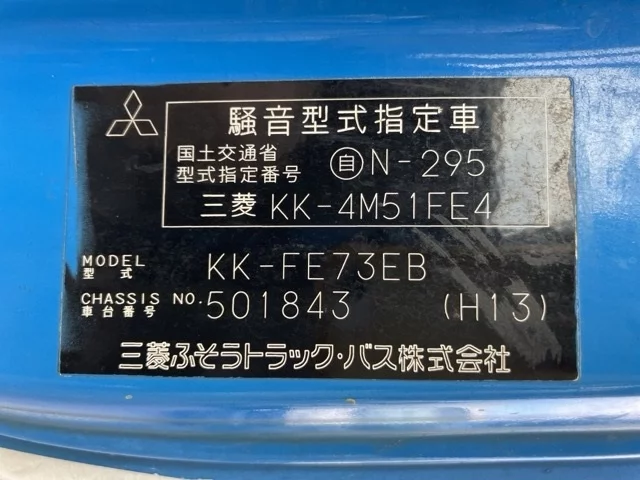 騒音型式指定車
国土交通省
型式指定番号 自N-295
三菱 KK-4M51FE4
MODEL
型式 KK-FE73EB
CHASSIS NO.
車台番号 501843 (H13)
三菱ふそうトラック・バス株式会社